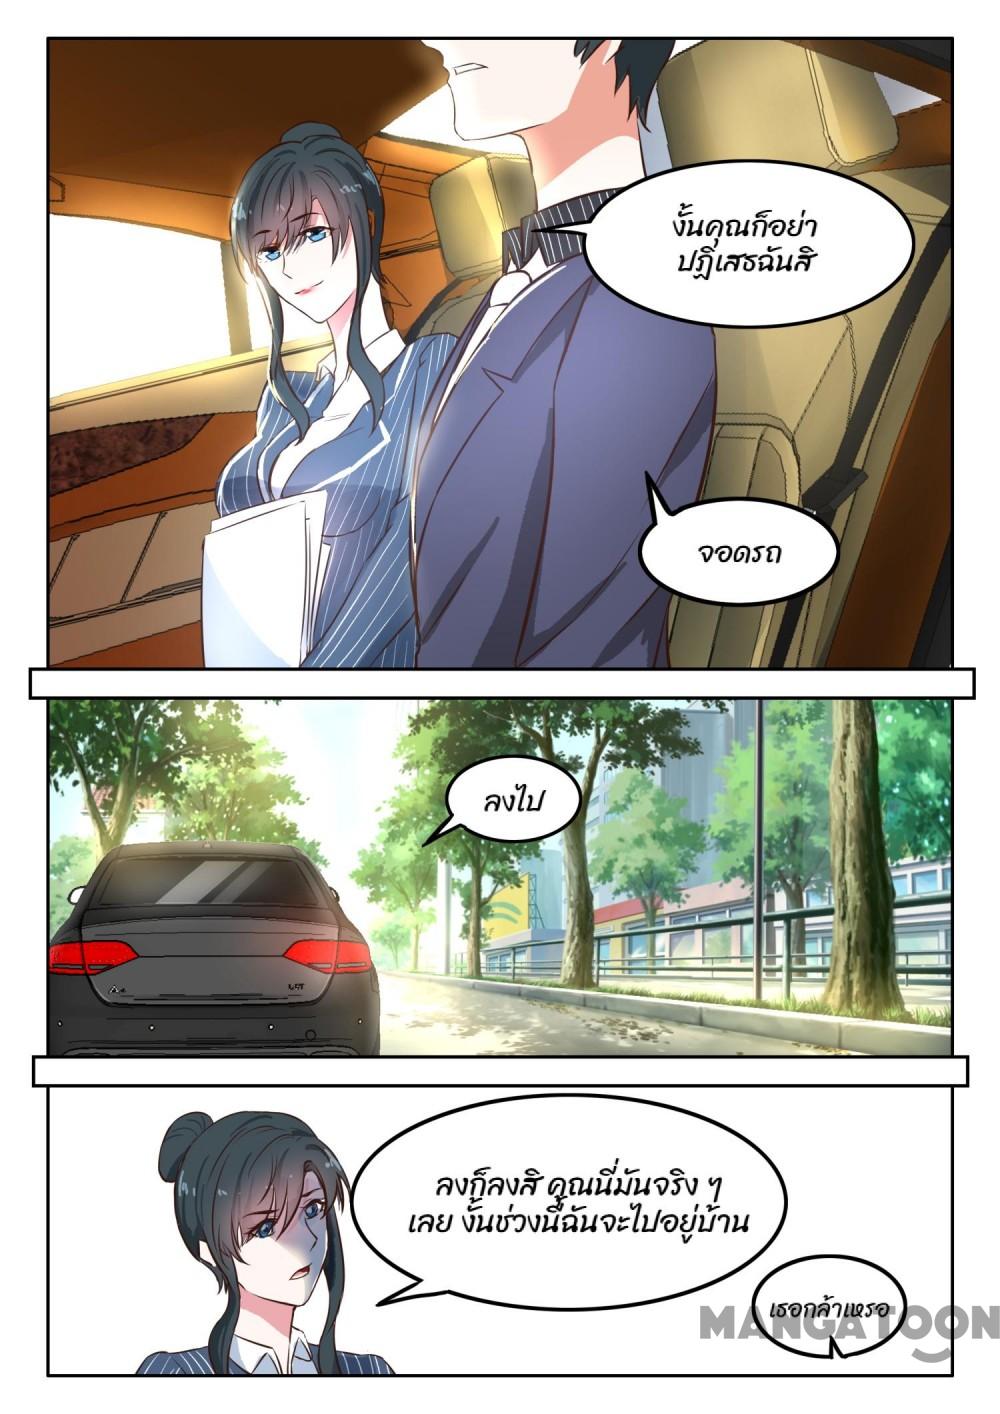 งั้นคุณก็อย่า
ปฏิเสธฉันสิ
จอดรถ
ลงไป
ลงก็ลงสิ คุณนี่มันจริง ๆ
เลย งั้นช่วงนี้ฉันจะไปอยู่บ้าน
เธอกล้าเหรอ
MANGATOON